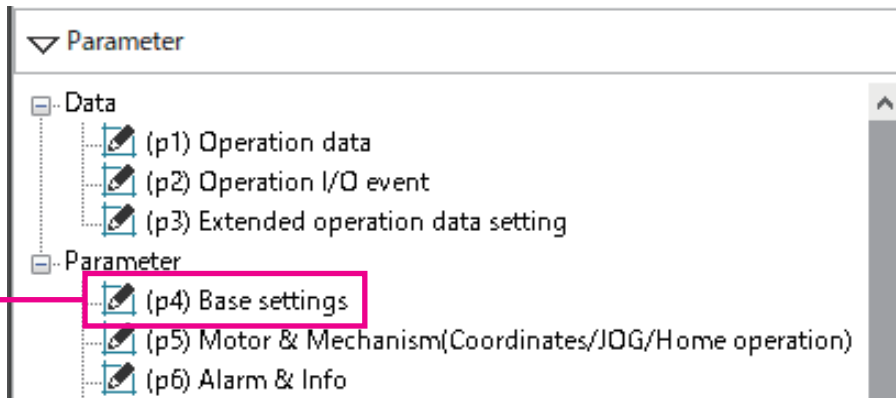 Parameter
Data
(p1) Operation data
(p2) Operation I/O event
(p3) Extended operation data setting
Parameter
(p4) Base settings
(p5) Motor & Mechanism(Coordinates/JOG/Home operation)
(p6) Alarm & Info